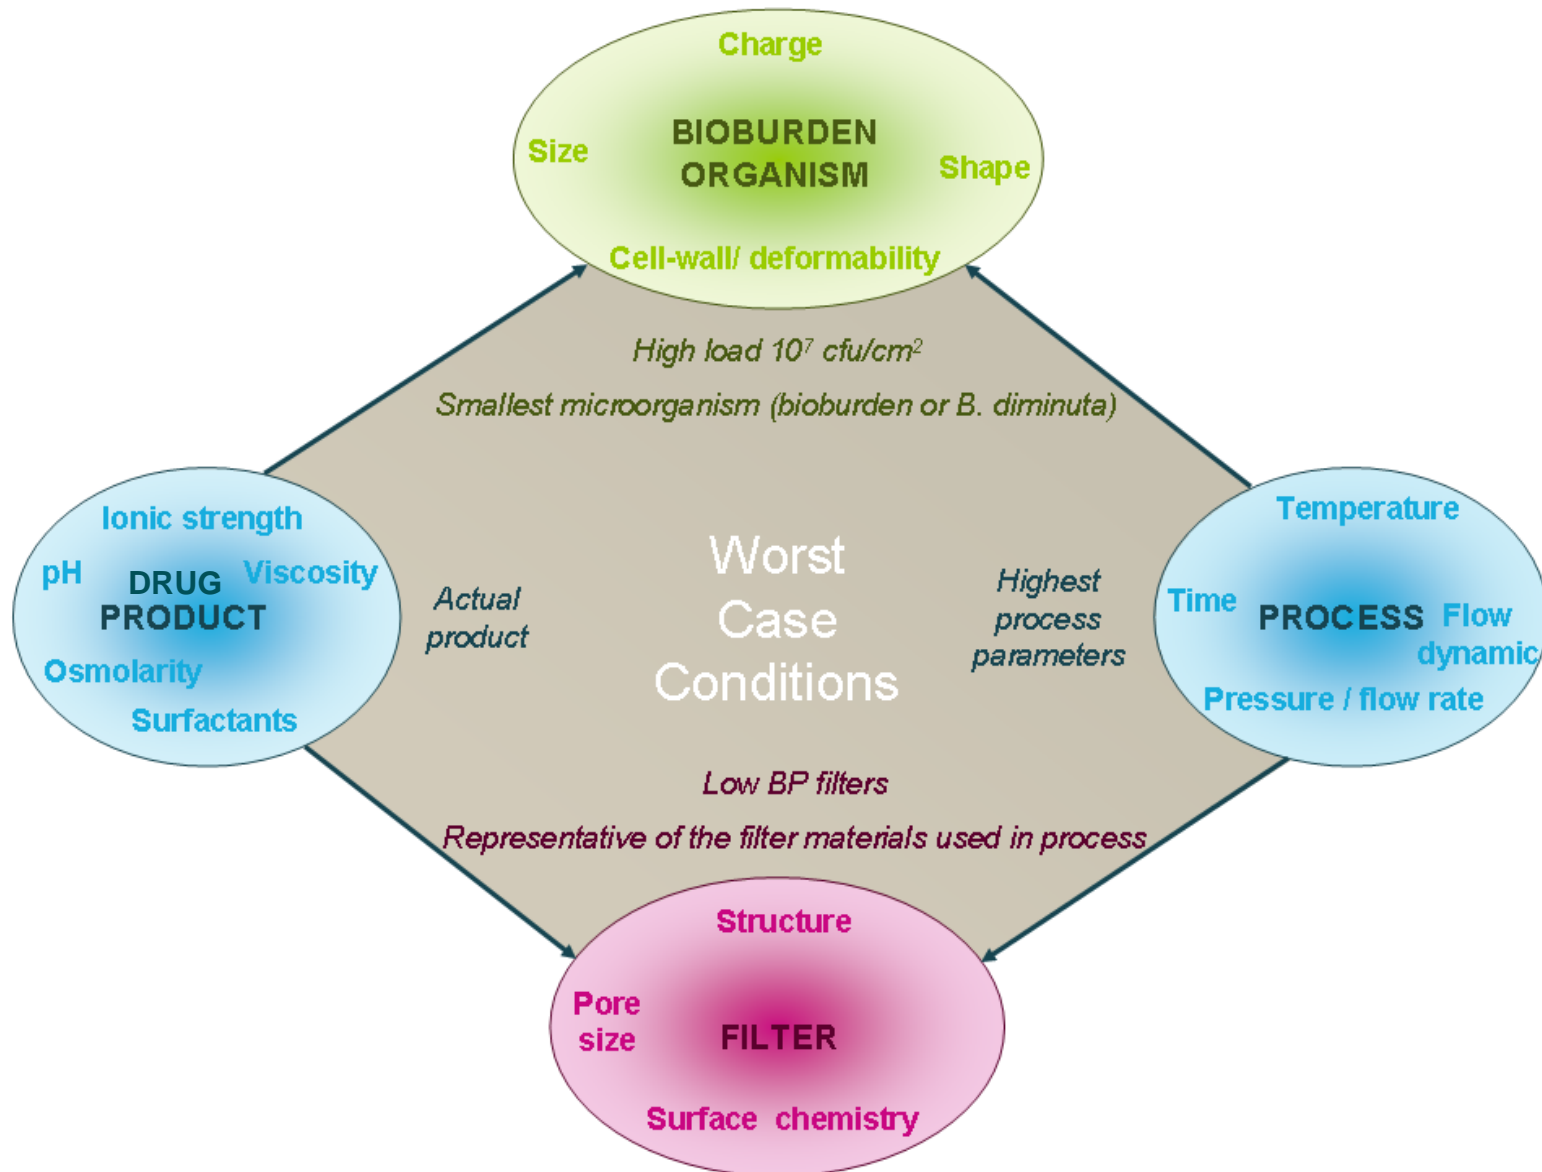 Charge
BIOBURDEN
ORGANISM
Size
Shape
Cell-wall/ deformability
High load 10⁷ cfu/cm²
Smallest microorganism (bioburden or B. diminuta)
Ionic strength
pH
Viscosity
DRUG
PRODUCT
Osmolarity
Surfactants
Actual
product
Worst
Case
Conditions
Highest
process
parameters
Temperature
Time
PROCESS
Flow
dynamic
Pressure / flow rate
Low BP filters
Representative of the filter materials used in process
Structure
Pore
size
FILTER
Surface chemistry